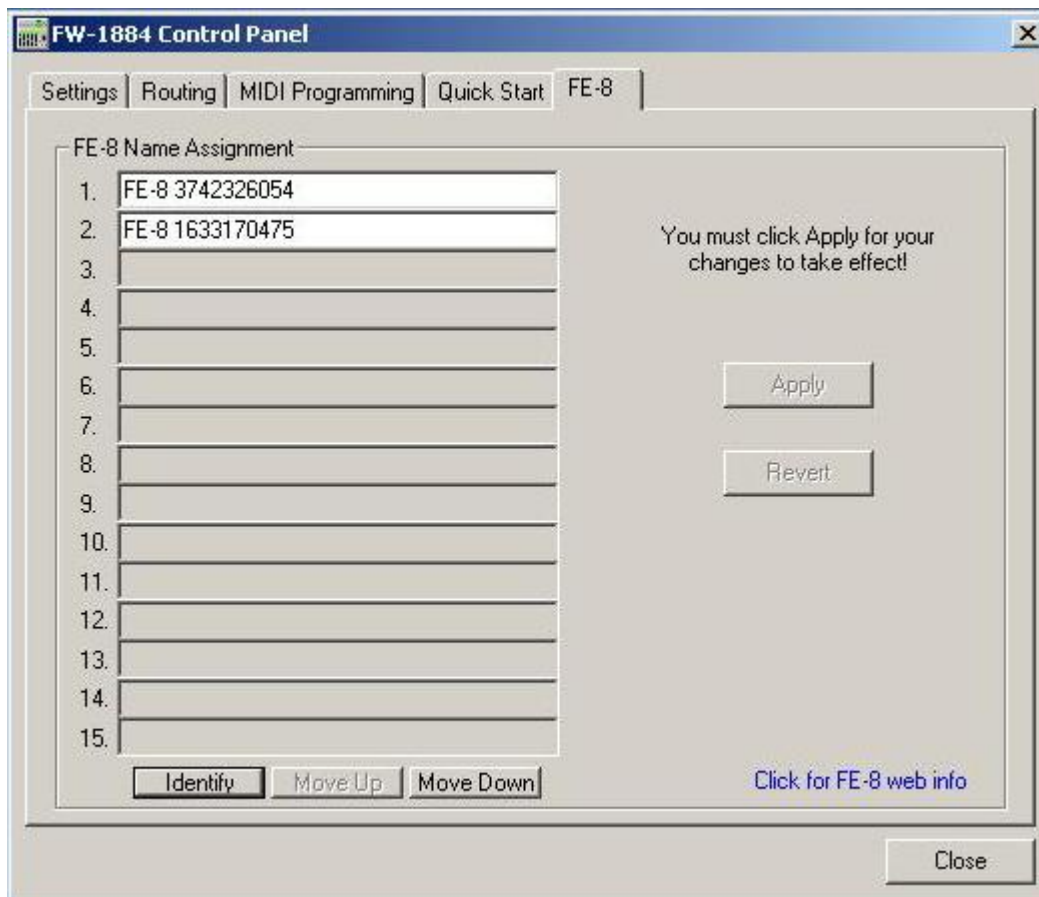 FW-1884 Control Panel
Settings Routing MIDI Programming Quick Start FE-8
FE-8 Name Assignment
1. FE-8 3742326054
2. FE-8 1633170475
3.
4.
5.
6.
7.
8.
9.
10.
11.
12.
13.
14.
15.
You must click Apply for your
changes to take effect!
Apply
Revert
Identify Move Up Move Down
Click for FE-8 web info
Close